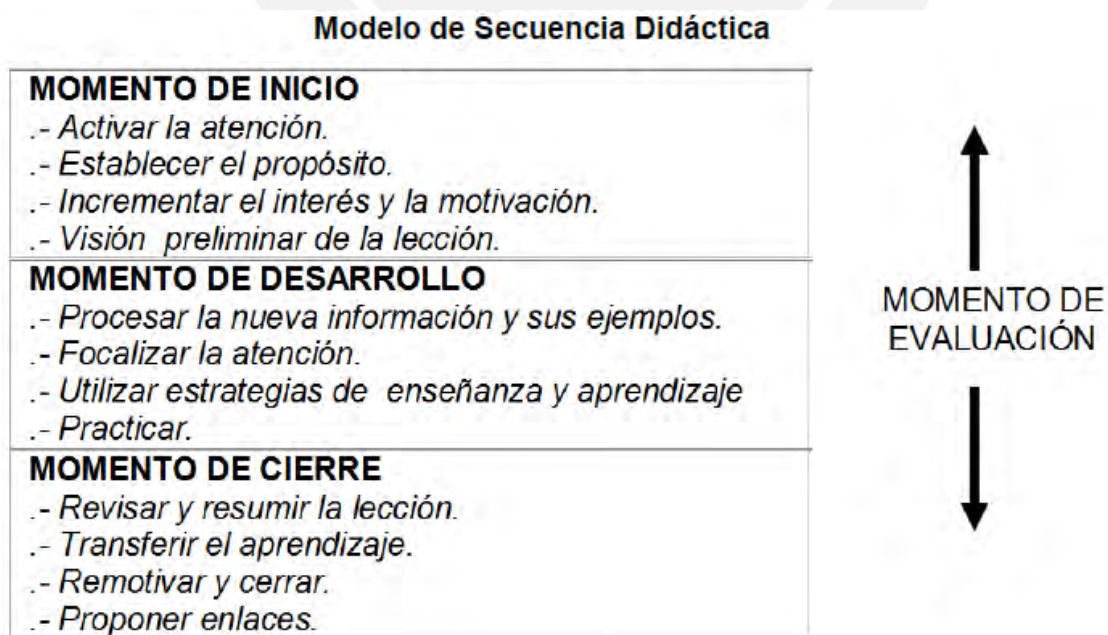 Modelo de Secuencia Didáctica
MOMENTO DE INICIO
.- Activar la atención.
.- Establecer el propósito.
.- Incrementar el interés y la motivación.
.- Visión preliminar de la lección.
MOMENTO DE DESARROLLO
.- Procesar la nueva información y sus ejemplos.
.- Focalizar la atención.
.- Utilizar estrategias de enseñanza y aprendizaje
.- Practicar.
MOMENTO DE CIERRE
.- Revisar y resumir la lección.
.- Transferir el aprendizaje.
.- Remotivar y cerrar.
.- Proponer enlaces.
MOMENTO DE
EVALUACIÓN